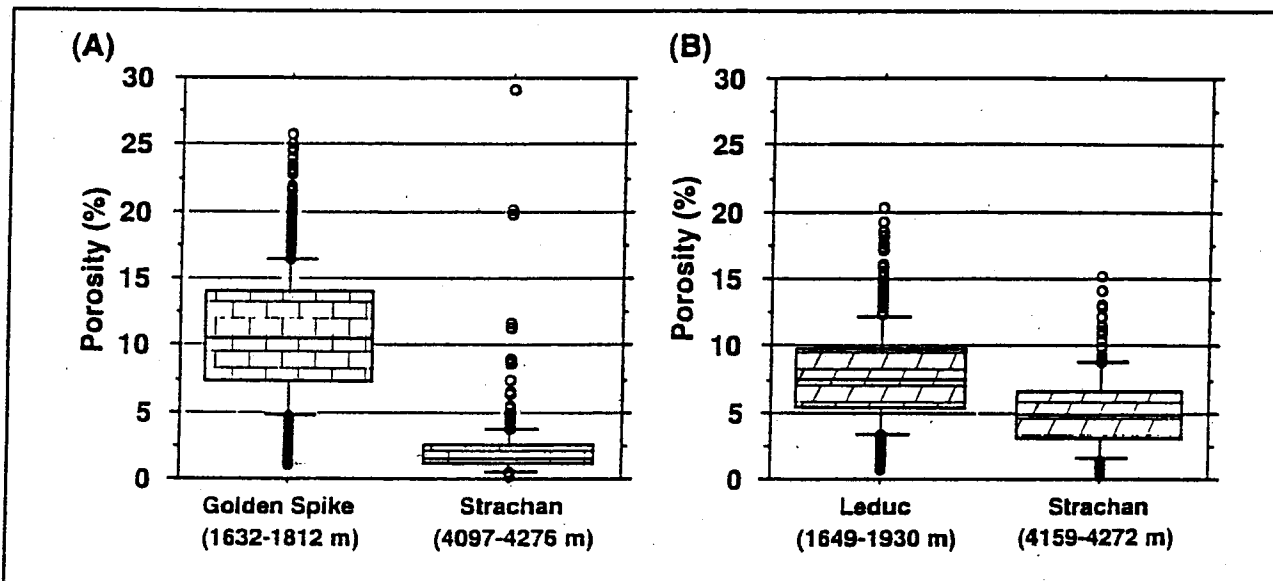 (A)
Porosity (%)
30
25
20
15
10
5
0
Golden Spike
(1632-1812 m)
Strachan
(4097-4276 m)
(B)
Porosity (%)
30
25
20
15
10
5
0
Leduc
(1649-1930 m)
Strachan
(4159-4272 m)